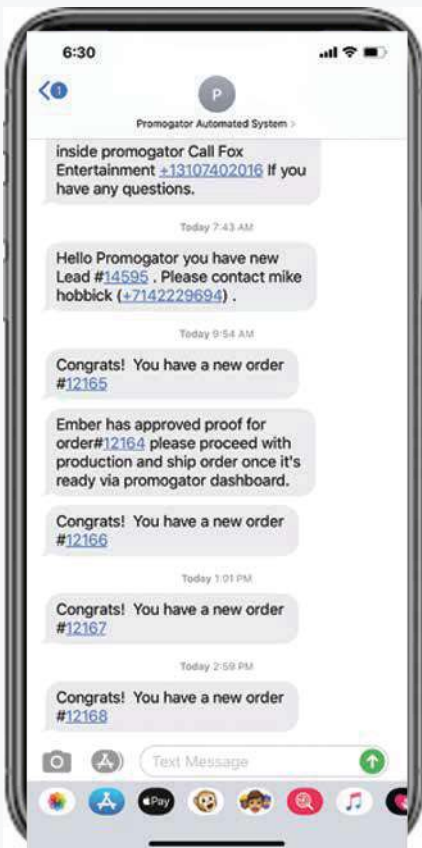 6:30
1
P
Promogator Automated System >
inside promogator Call Fox
Entertainment +13107402016 If you
have any questions.
Today 7:43 AM
Hello Promogator you have new
Lead #14595 . Please contact mike
hobbick (+7142229694) .
Today 9:54 AM
Congrats!  You have a new order
#12165
Ember has approved proof for
order#12164 please proceed with
production and ship order once it's
ready via promogator dashboard.
Congrats!  You have a new order
#12166
Today 1:01 PM
Congrats!  You have a new order
#12167
Today 2:59 PM
Congrats!  You have a new order
#12168
Text Message
Pay